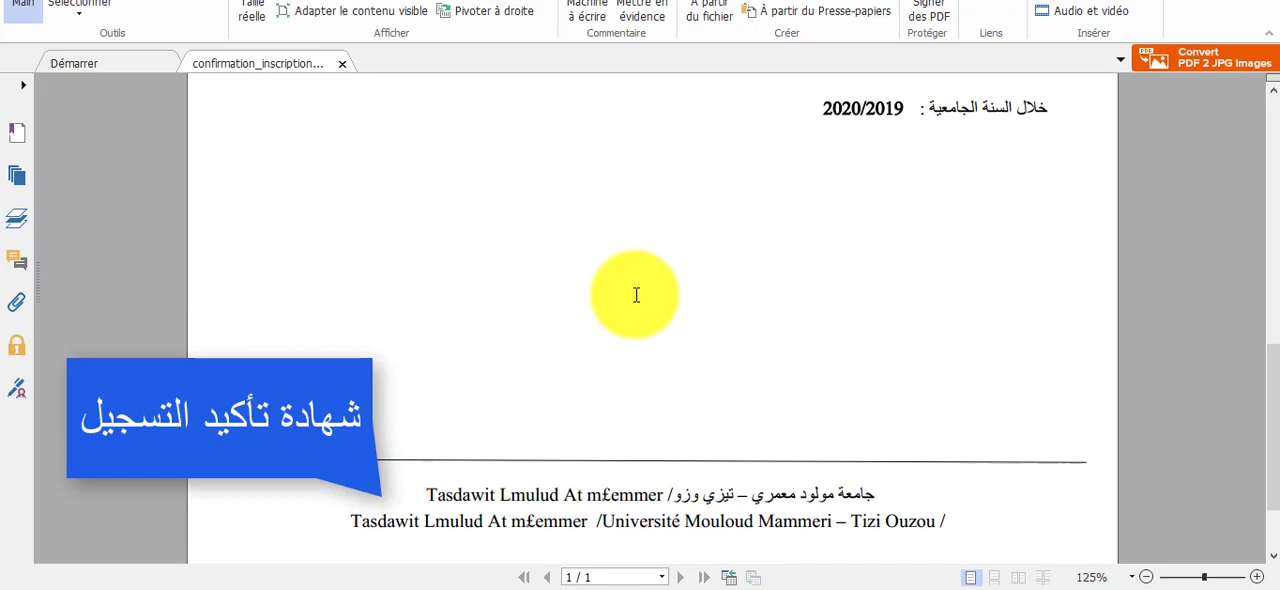 Main
Sélectionner
Outils
Taille réelle
Adapter le contenu visible
Pivoter à droite
Afficher
Machine à écrire
Mettre en évidence
Commentaire
À partir du fichier
À partir du Presse-papiers
Créer
Signer des PDF
Protéger
Liens
Audio et vidéo
Insérer
Démarrer
confirmation_inscription...
Convert
PDF 2 JPG Images
خلال السنة الجامعية : 2020/2019
شهادة تأكيد التسجيل
Tasdawit Lmulud At m£emmer /جامعة مولود معمري – تيزي وزو
Tasdawit Lmulud At m£emmer /Université Mouloud Mammeri – Tizi Ouzou /
1 / 1
125%